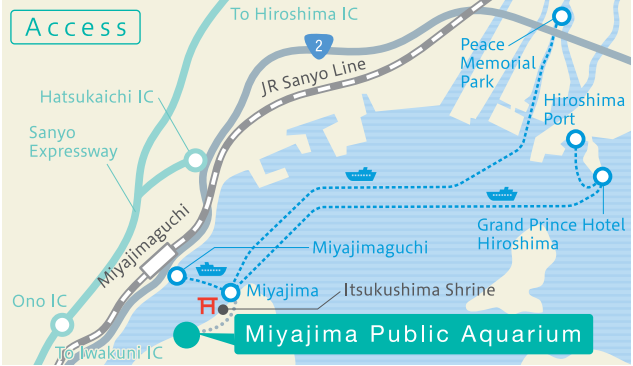 Access
To Hiroshima IC
2
Peace
Memorial
Park
JR Sanyo Line
Hatsukaichi IC
Hiroshima
Port
Sanyo
Expressway
Miyajimaguchi
Grand Prince Hotel
Hiroshima
Miyajimaguchi
Miyajima
Itsukushima Shrine
Ono IC
Miyajima Public Aquarium
To Iwakuni IC